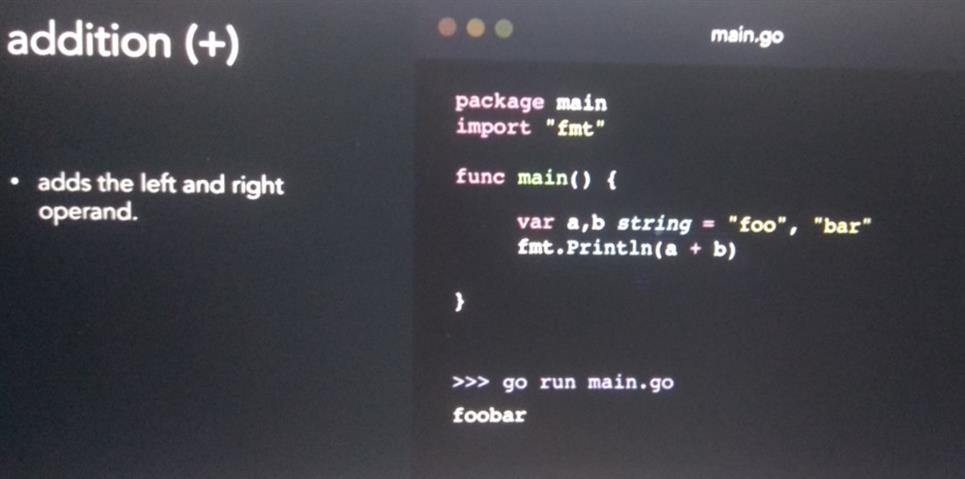 addition (+)
• adds the left and right
operand.
main.go
package main
import "fmt"
func main() {
var a,b string = "foo", "bar"
fmt.Println(a + b)
}
>>> go run main.go
foobar